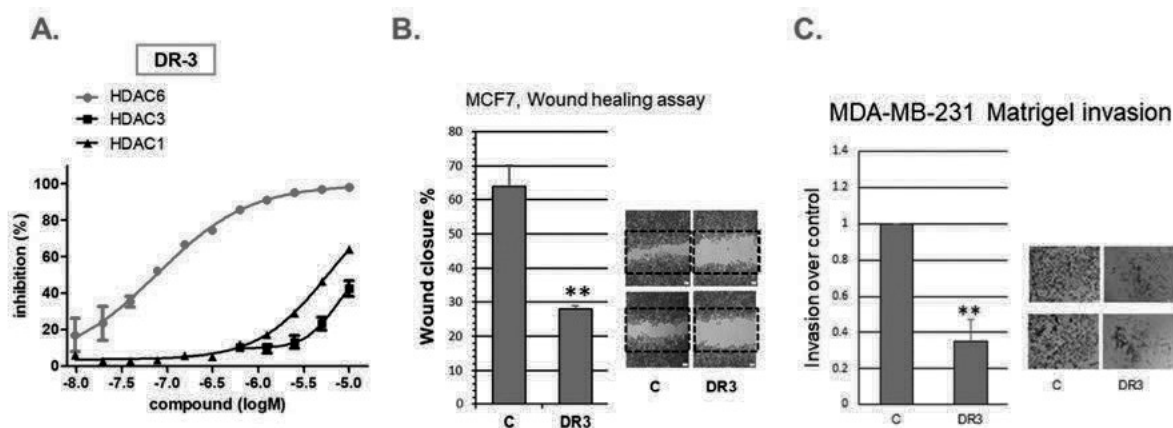 A.
DR-3
HDAC6
HDAC3
HDAC1
inhibition (%)
100
80
60
40
20
0
-8.0 -7.5 -7.0 -6.5 -6.0 -5.5 -5.0
compound (logM)
B.
MCF7, Wound healing assay
Wound closure %
80
70
60
50
40
30
20
10
0
**
C DR3
C DR3
C.
MDA-MB-231 Matrigel invasion
Invasion over control
1.4
1.2
1
0.8
0.6
0.4
0.2
0
**
C DR3
C DR3